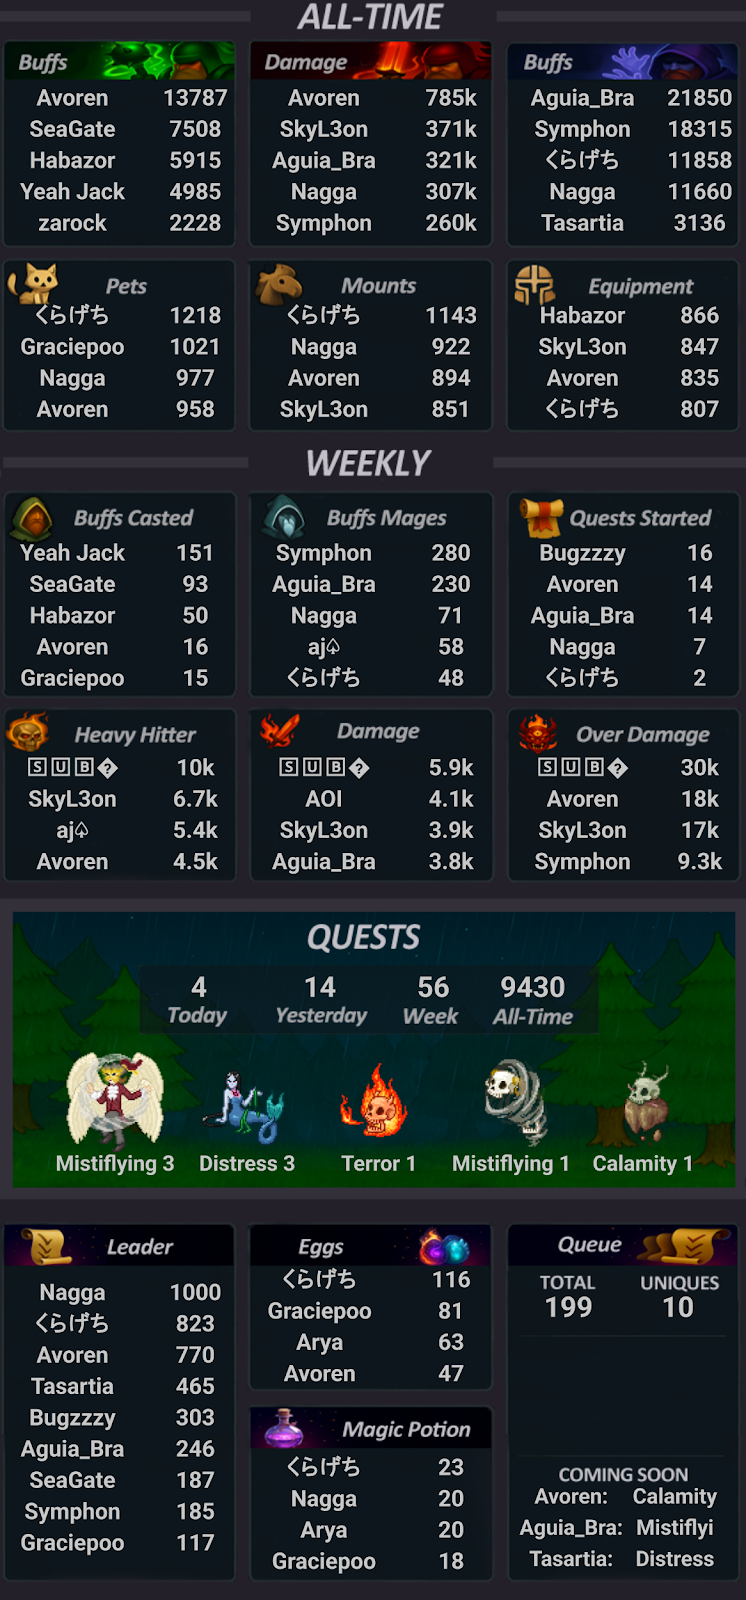 ALL-TIME
Buffs
Avoren 13787
SeaGate 7508
Habazor 5915
Yeah Jack 4985
zarock 2228
Damage
Avoren 785k
SkyL3on 371k
Aguia_Bra 321k
Nagga 307k
Symphon 260k
Buffs
Aguia_Bra 21850
Symphon 18315
くらげち 11858
Nagga 11660
Tasartia 3136
Pets
くらげち 1218
Graciepoo 1021
Nagga 977
Avoren 958
Mounts
くらげち 1143
Nagga 922
Avoren 894
SkyL3on 851
Equipment
Habazor 866
SkyL3on 847
Avoren 835
くらげち 807
WEEKLY
Buffs Casted
Yeah Jack 151
SeaGate 93
Habazor 50
Avoren 16
Graciepoo 15
Buffs Mages
Symphon 280
Aguia_Bra 230
Nagga 71
aj♤ 58
くらげち 48
Quests Started
Bugzzzy 16
Avoren 14
Aguia_Bra 14
Nagga 7
くらげち 2
Heavy Hitter
🅂🅄🄱� 10k
SkyL3on 6.7k
aj♤ 5.4k
Avoren 4.5k
Damage
🅂🅄🄱� 5.9k
AOI 4.1k
SkyL3on 3.9k
Aguia_Bra 3.8k
Over Damage
🅂🅄🄱� 30k
Avoren 18k
SkyL3on 17k
Symphon 9.3k
QUESTS
4 14 56 9430
Today Yesterday Week All-Time
Mistiflying 3 Distress 3 Terror 1 Mistiflying 1 Calamity 1
Leader
Nagga 1000
くらげち 823
Avoren 770
Tasartia 465
Bugzzzy 303
Aguia_Bra 246
SeaGate 187
Symphon 185
Graciepoo 117
Eggs
くらげち 116
Graciepoo 81
Arya 63
Avoren 47
Magic Potion
くらげち 23
Nagga 20
Arya 20
Graciepoo 18
Queue
TOTAL UNIQUES
199 10
COMING SOON
Avoren: Calamity
Aguia_Bra: Mistiflyi
Tasartia: Distress